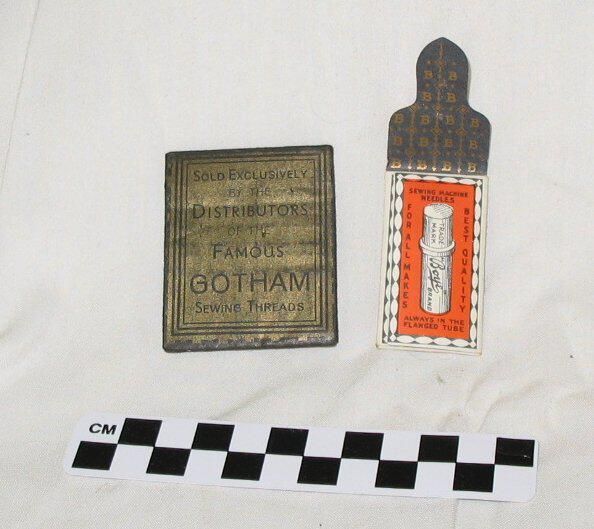 SOLD EXCLUSIVELY
BY THE
DISTRIBUTORS
OF THE
FAMOUS
GOTHAM
SEWING THREADS
B B B B B B B B B B B B B
SEWING MACHINE
NEEDLES
FOR ALL MAKES
BEST QUALITY
TRADE
MARK
Boye
BRAND
ALWAYS IN THE
FLANGED TUBE
CM